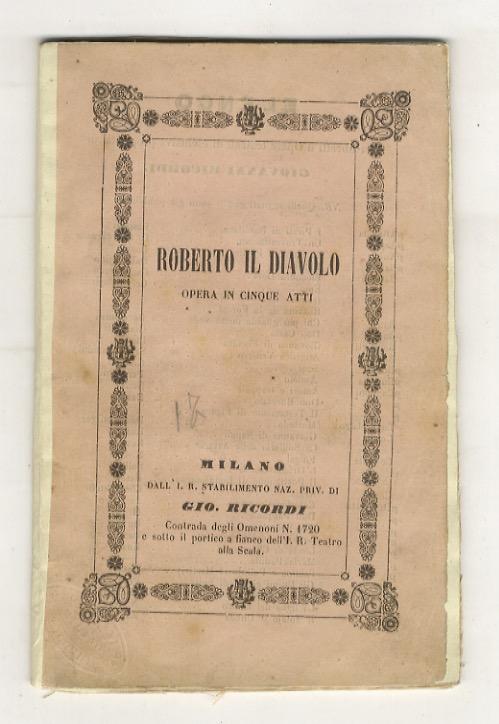 ROBERTO IL DIAVOLO
OPERA IN CINQUE ATTI
21
MILANO
DALL' I. R. STABILIMENTO NAZ. PRIV. DI
GIO. RICORDI
Contrada degli Omenoni N. 1720
e sotto il portico a fianco dell'I. R. Teatro
alla Scala.